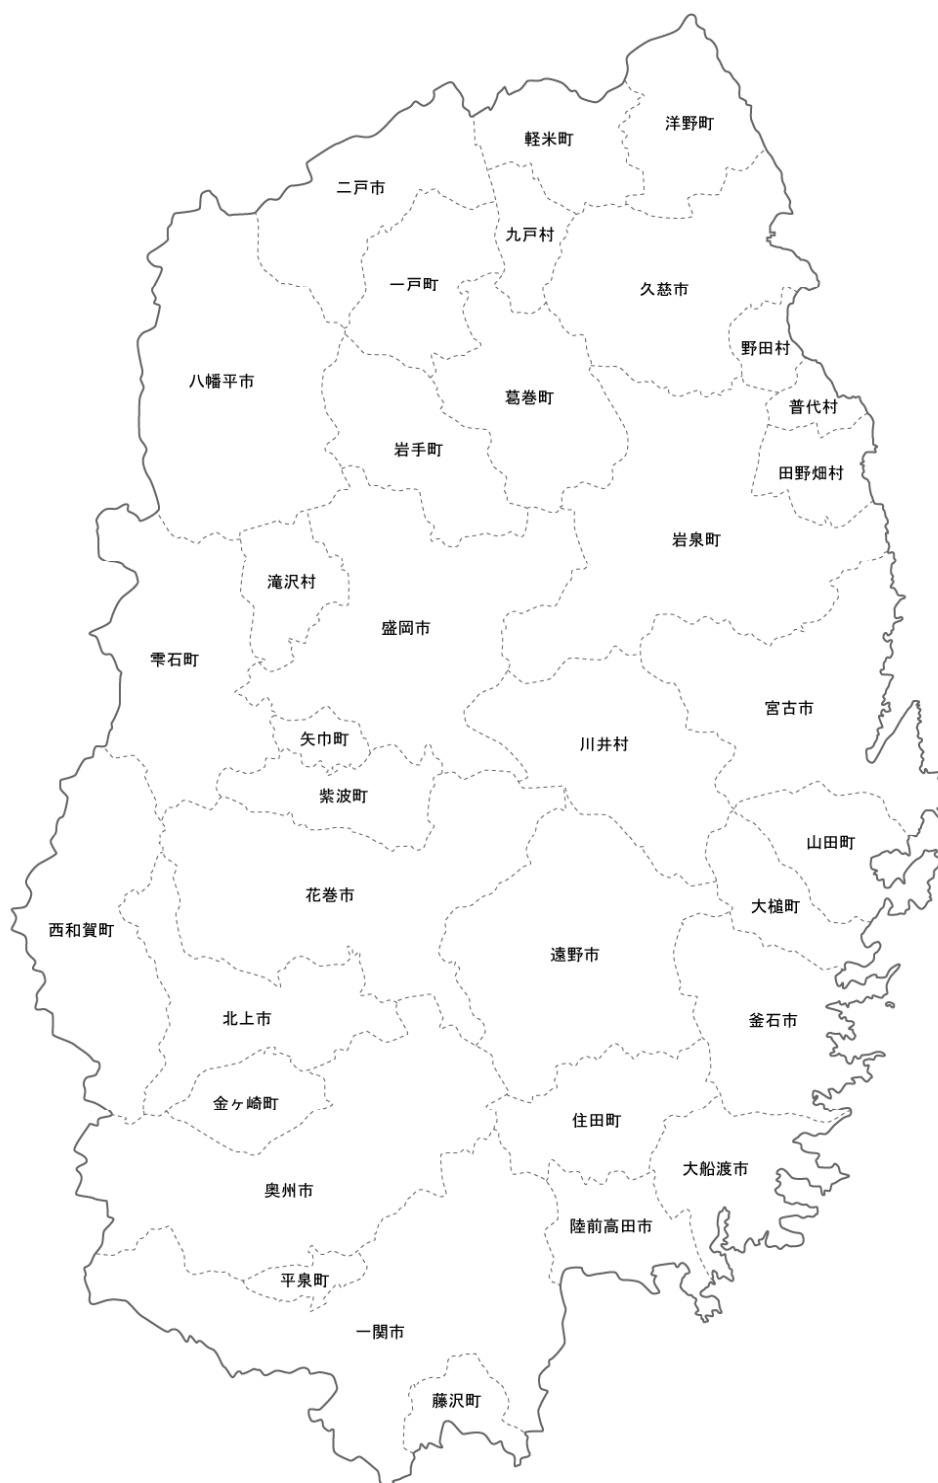 洋野町
軽米町
二戸市
九戸村
一戸町
久慈市
野田村
八幡平市
葛巻町
普代村
岩手町
田野畑村
岩泉町
滝沢村
盛岡市
雫石町
宮古市
矢巾町
川井村
紫波町
山田町
花巻市
大槌町
西和賀町
遠野市
北上市
釜石市
金ヶ崎町
住田町
大船渡市
奥州市
陸前高田市
平泉町
一関市
藤沢町